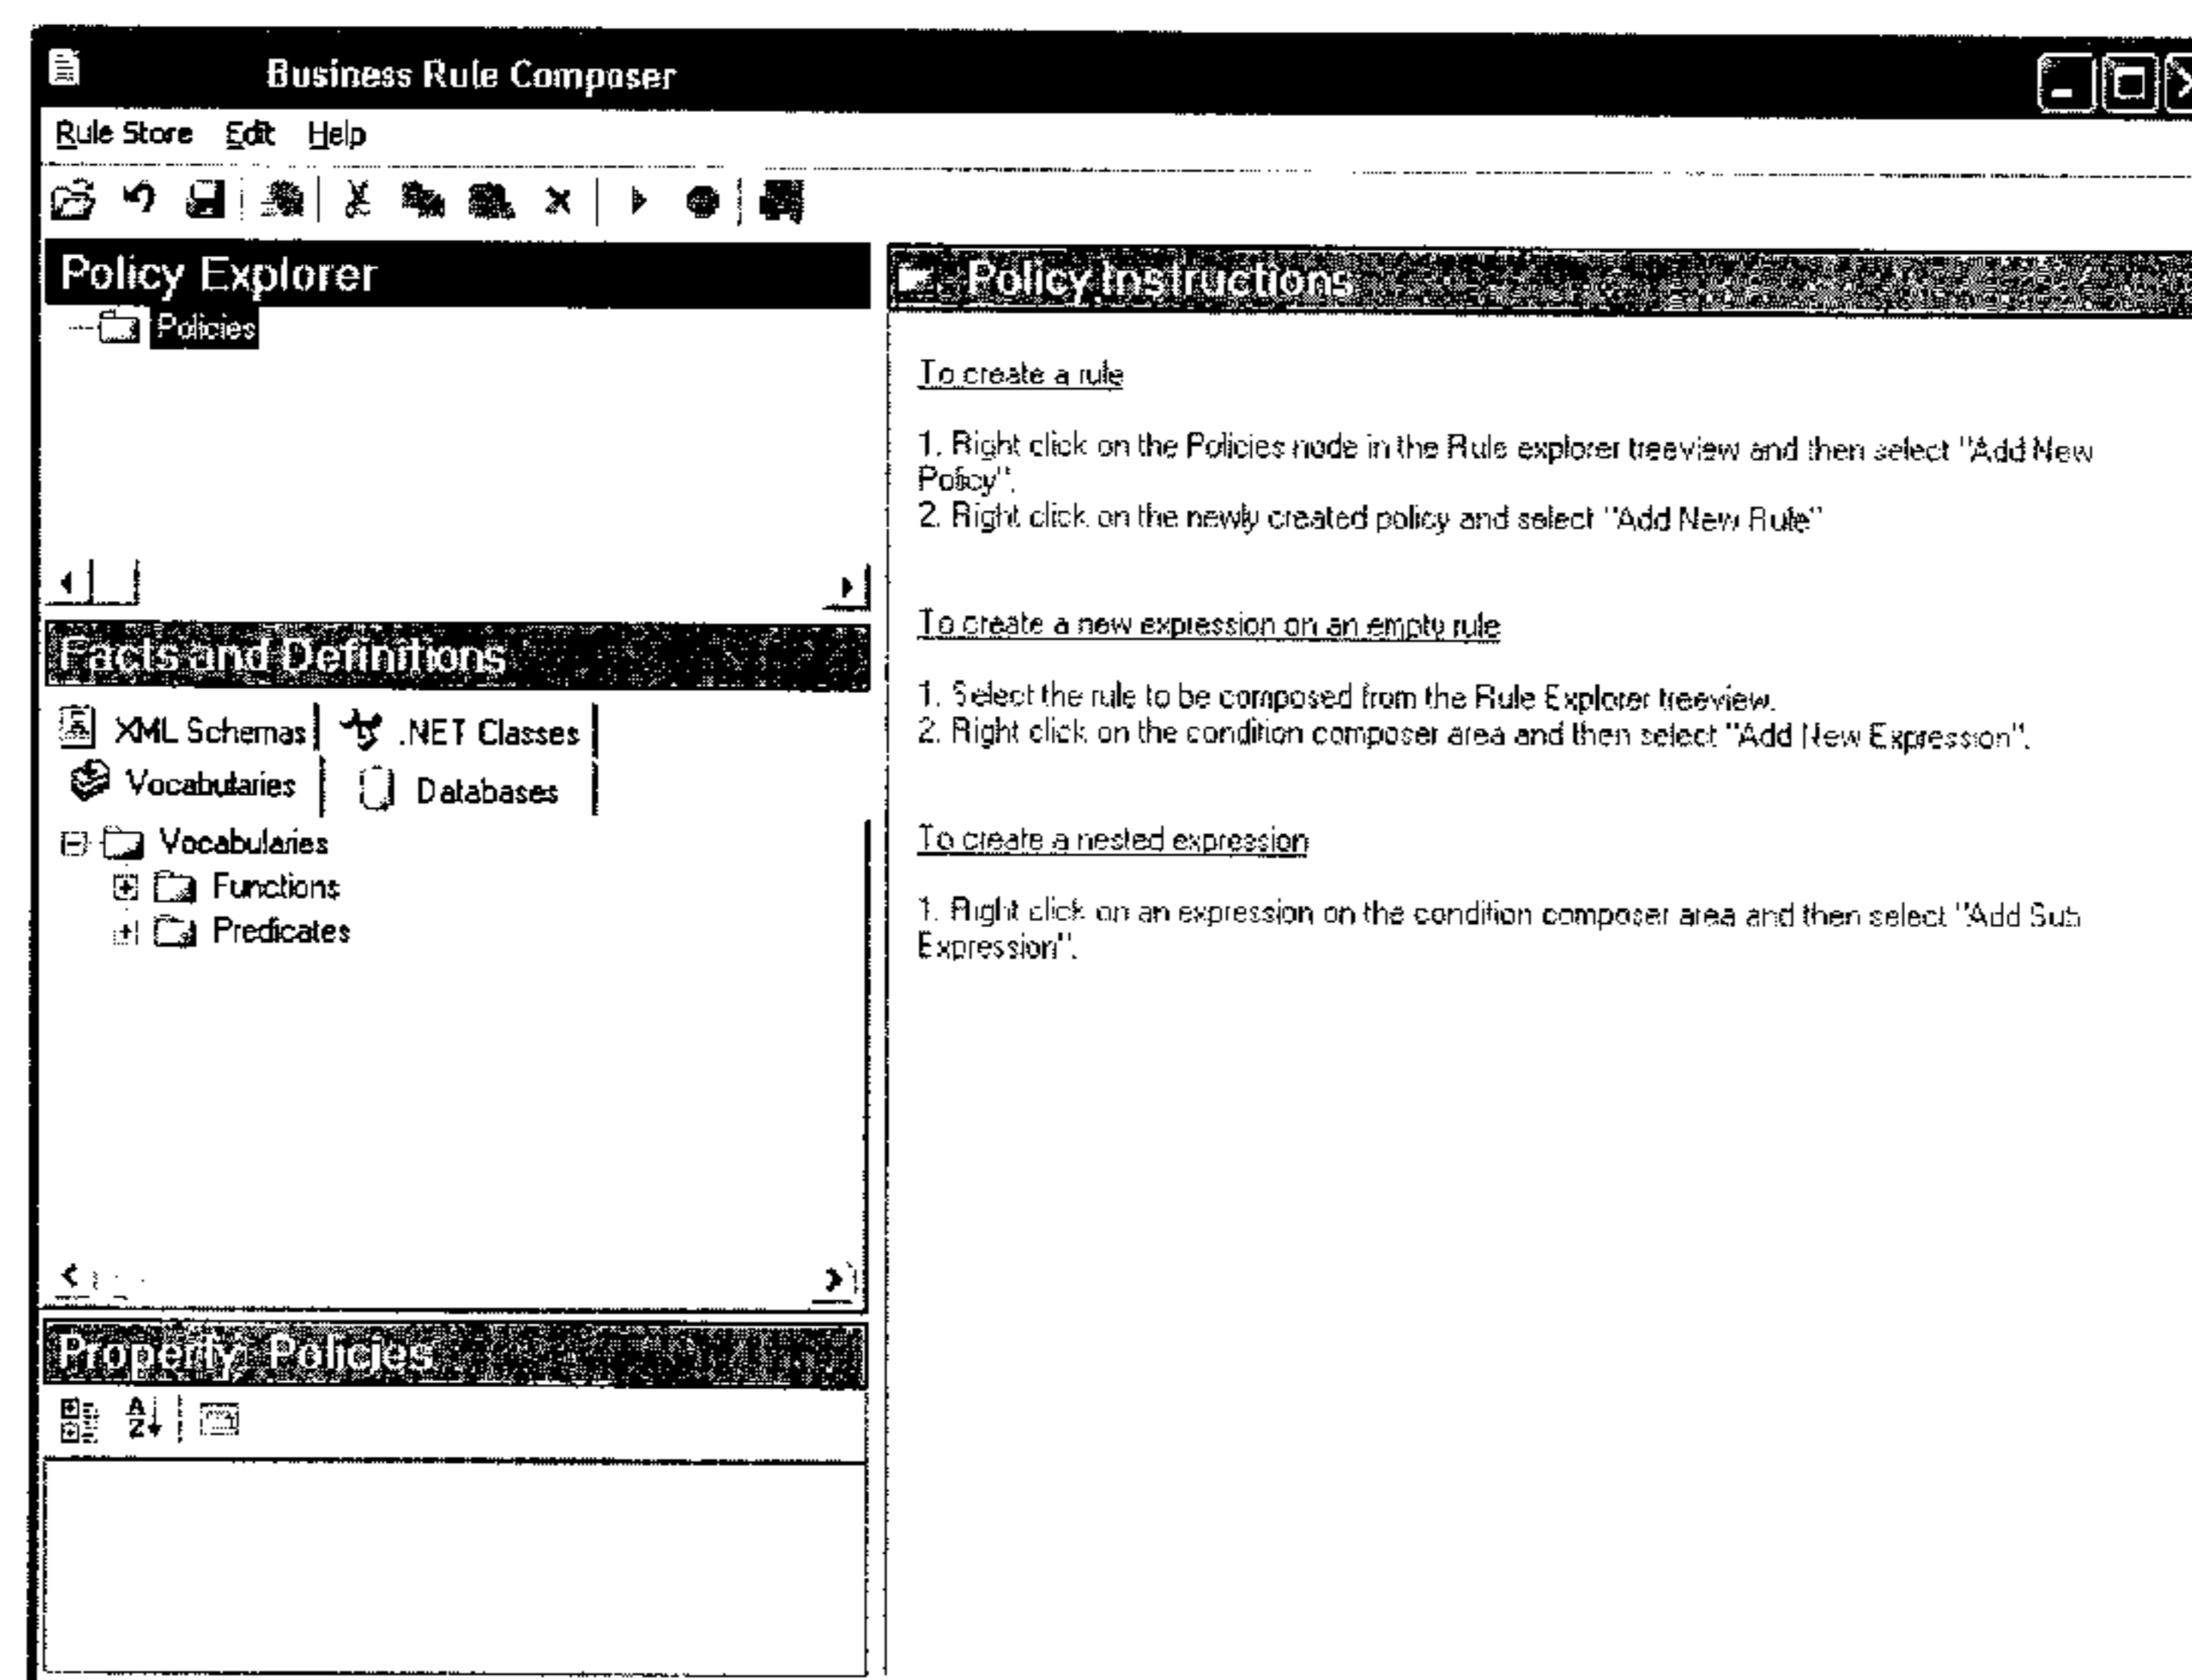 Business Rule Composer
Rule Store Edit Help
Policy Explorer
Policies
Facts and Definitions
XML Schemas .NET Classes
Vocabularies Databases
Vocabularies
Functions
Predicates
Property: Policies
Policy Instructions
To create a rule
1. Right click on the Policies node in the Rule explorer treeview and then select "Add New
Policy".
2. Right click on the newly created policy and select "Add New Rule"
To create a new expression on an empty rule
1. Select the rule to be composed from the Rule Explorer treeview.
2. Right click on the condition composer area and then select "Add New Expression".
To create a nested expression
1. Right click on an expression on the condition composer area and then select "Add Sub
Expression".